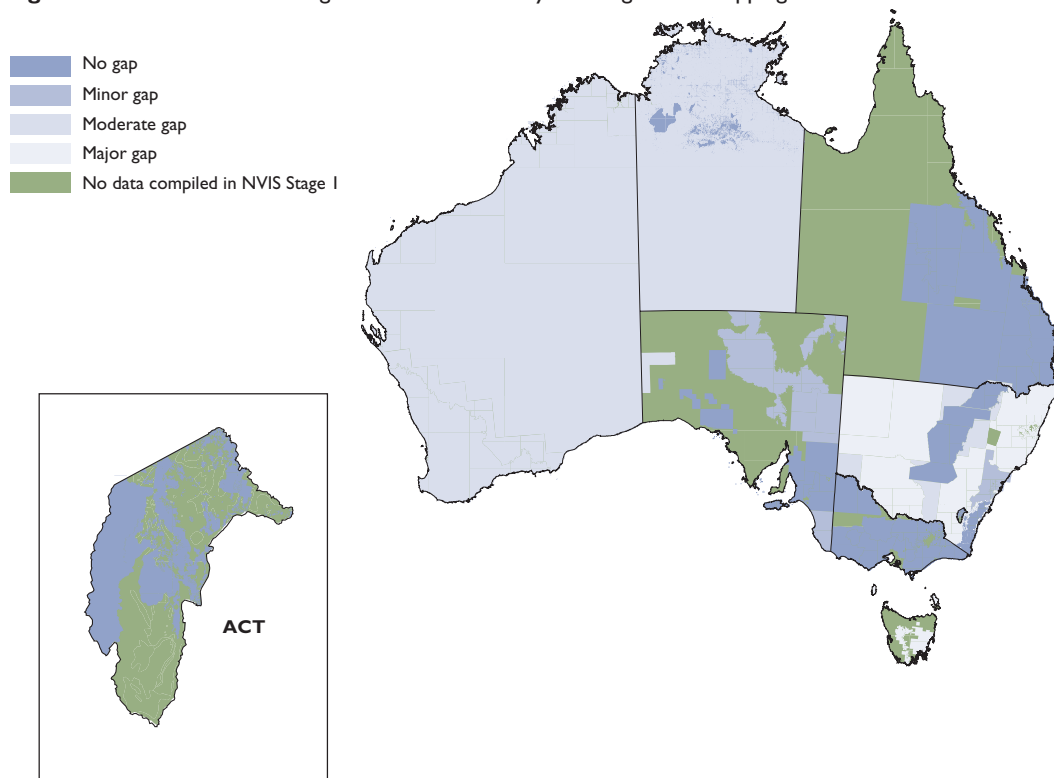 No gap
Minor gap
Moderate gap
Major gap
No data compiled in NVIS Stage 1
ACT